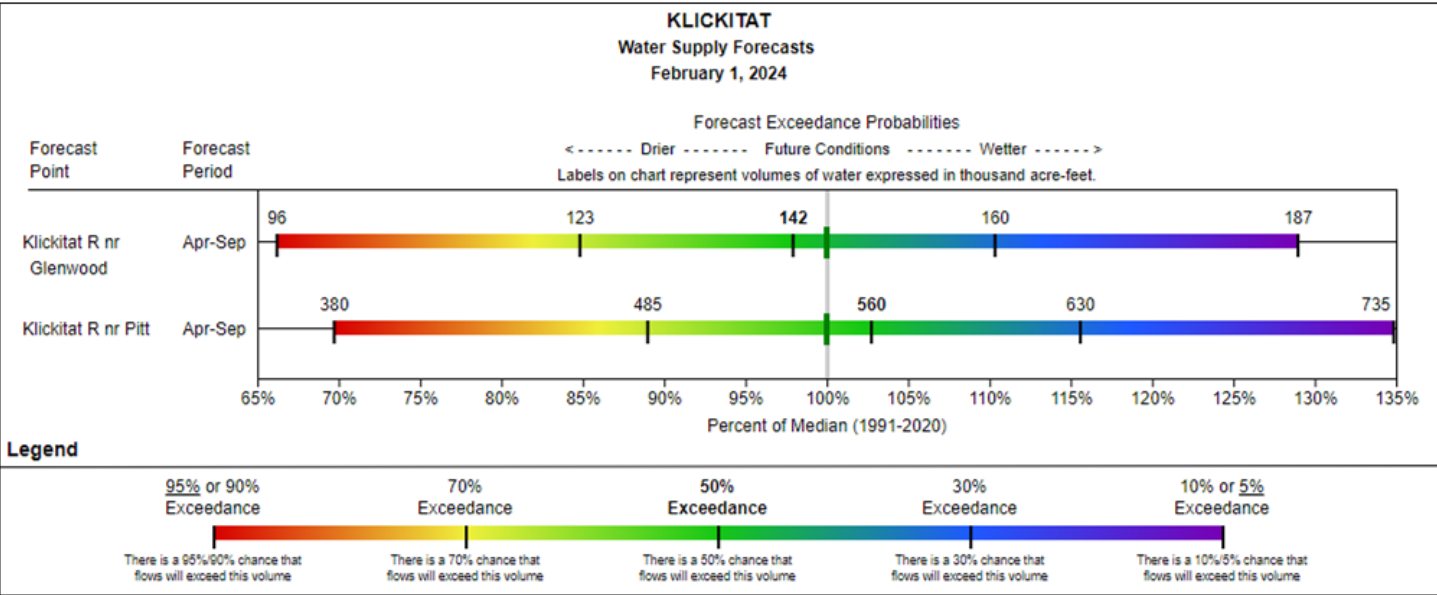 KLICKITAT
Water Supply Forecasts
February 1, 2024
Forecast Exceedance Probabilities
Forecast Point
Forecast Period
<- - - - - - Drier - - - - - - - Future Conditions - - - - - - - Wetter - - - - - ->
Labels on chart represent volumes of water expressed in thousand acre-feet.
96 123 142 160 187
Klickitat R nr Glenwood
Apr-Sep
380 485 560 630 735
Klickitat R nr Pitt
Apr-Sep
65% 70% 75% 80% 85% 90% 95% 100% 105% 110% 115% 120% 125% 130% 135%
Percent of Median (1991-2020)
Legend
95% or 90%
Exceedance
There is a 95%/90% chance that
flows will exceed this volume
70%
Exceedance
There is a 70% chance that
flows will exceed this volume
50%
Exceedance
There is a 50% chance that
flows will exceed this volume
30%
Exceedance
There is a 30% chance that
flows will exceed this volume
10% or 5%
Exceedance
There is a 10%/5% chance that
flows will exceed this volume